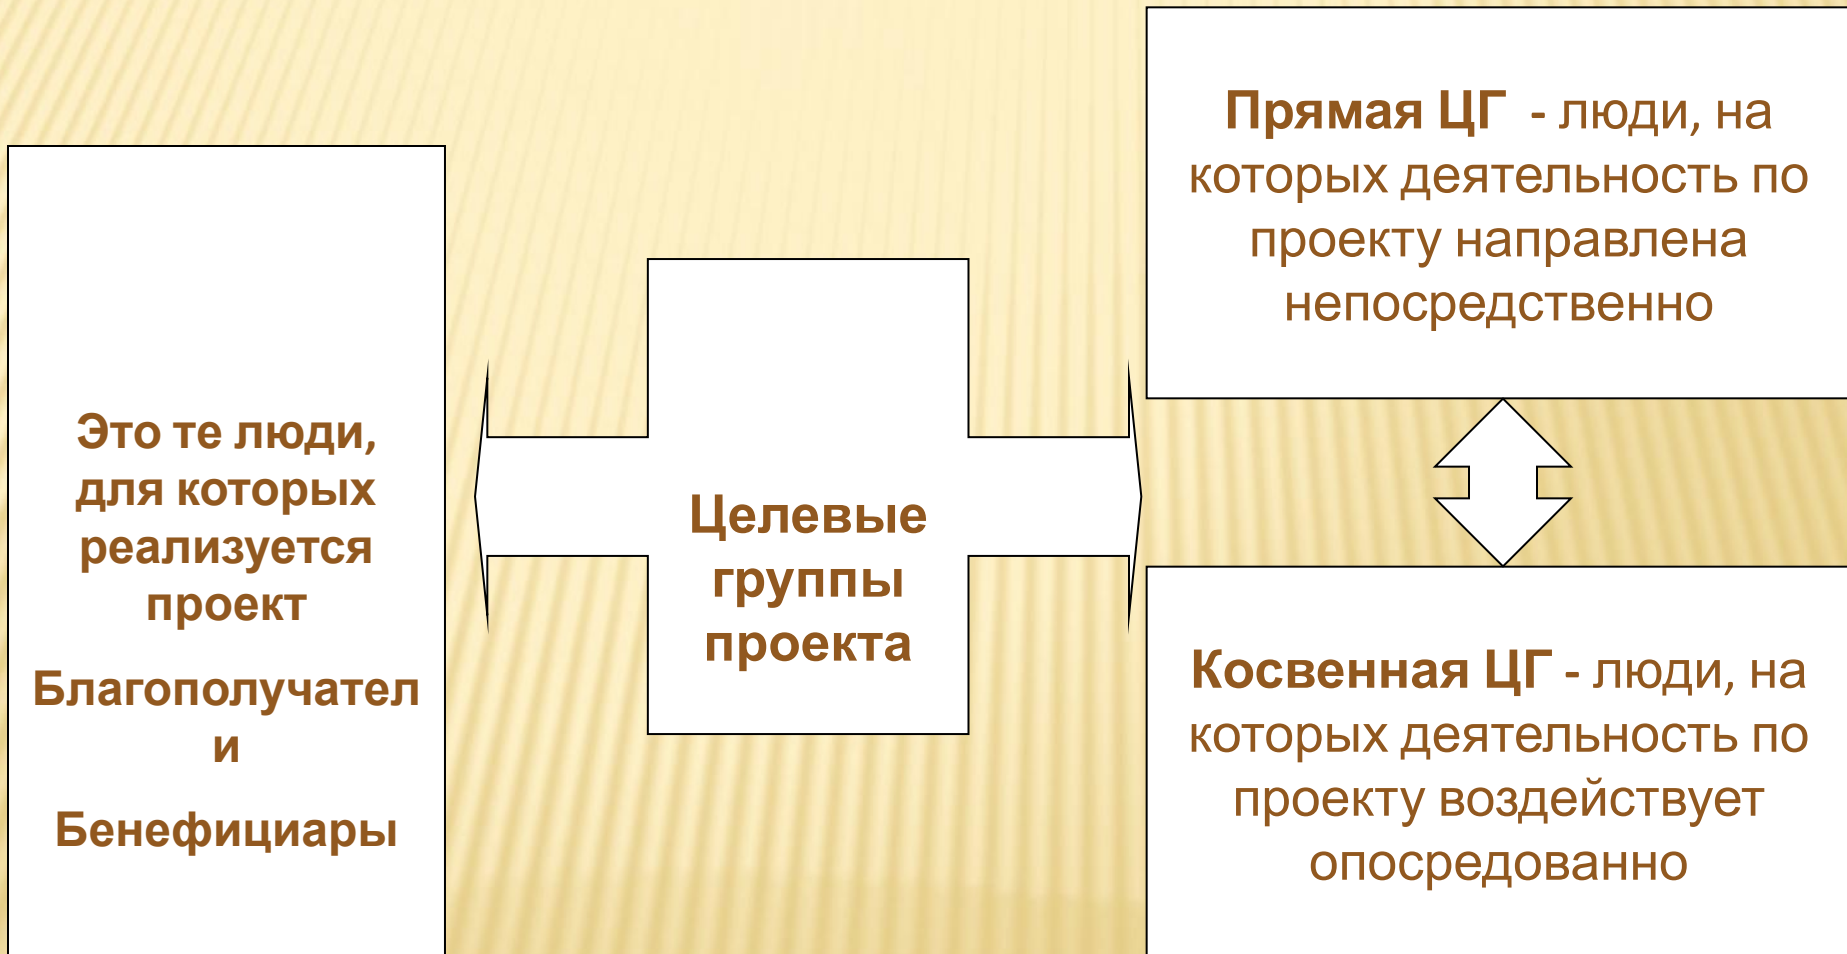 Это те люди,
для которых
реализуется
проект
Благополучател
и
Бенефициары
Целевые
группы
проекта
Прямая ЦГ - люди, на
которых деятельность по
проекту направлена
непосредственно
Косвенная ЦГ - люди, на
которых деятельность по
проекту воздействует
опосредованно